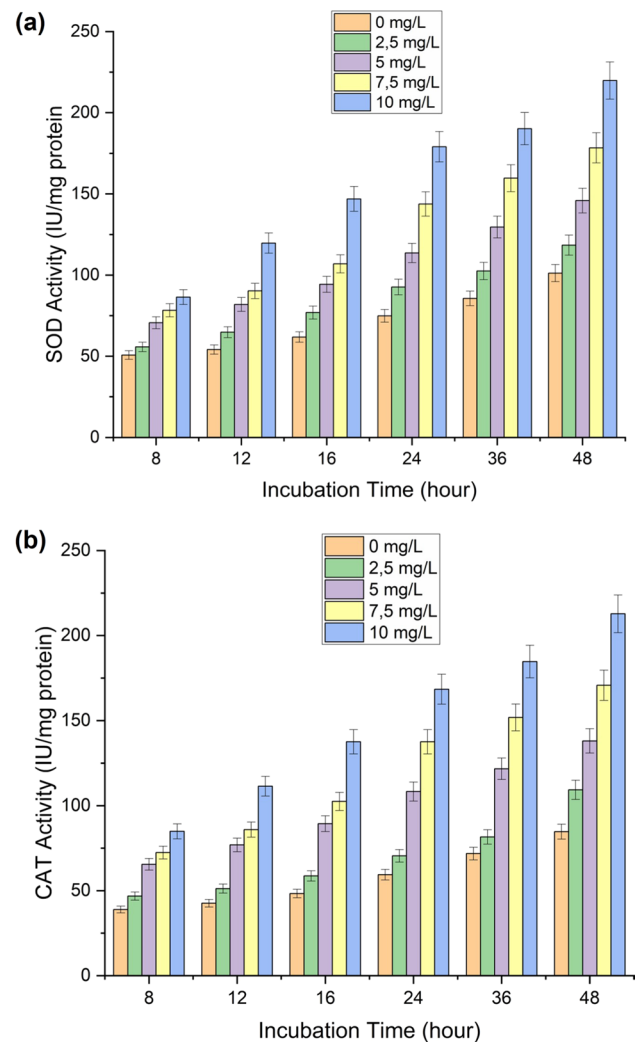 (a)
0 mg/L
2,5 mg/L
5 mg/L
7,5 mg/L
10 mg/L
250
200
150
100
50
0
SOD Activity (IU/mg protein)
8 12 16 24 36 48
Incubation Time (hour)
(b)
0 mg/L
2,5 mg/L
5 mg/L
7,5 mg/L
10 mg/L
250
200
150
100
50
0
CAT Activity (IU/mg protein)
8 12 16 24 36 48
Incubation Time (hour)